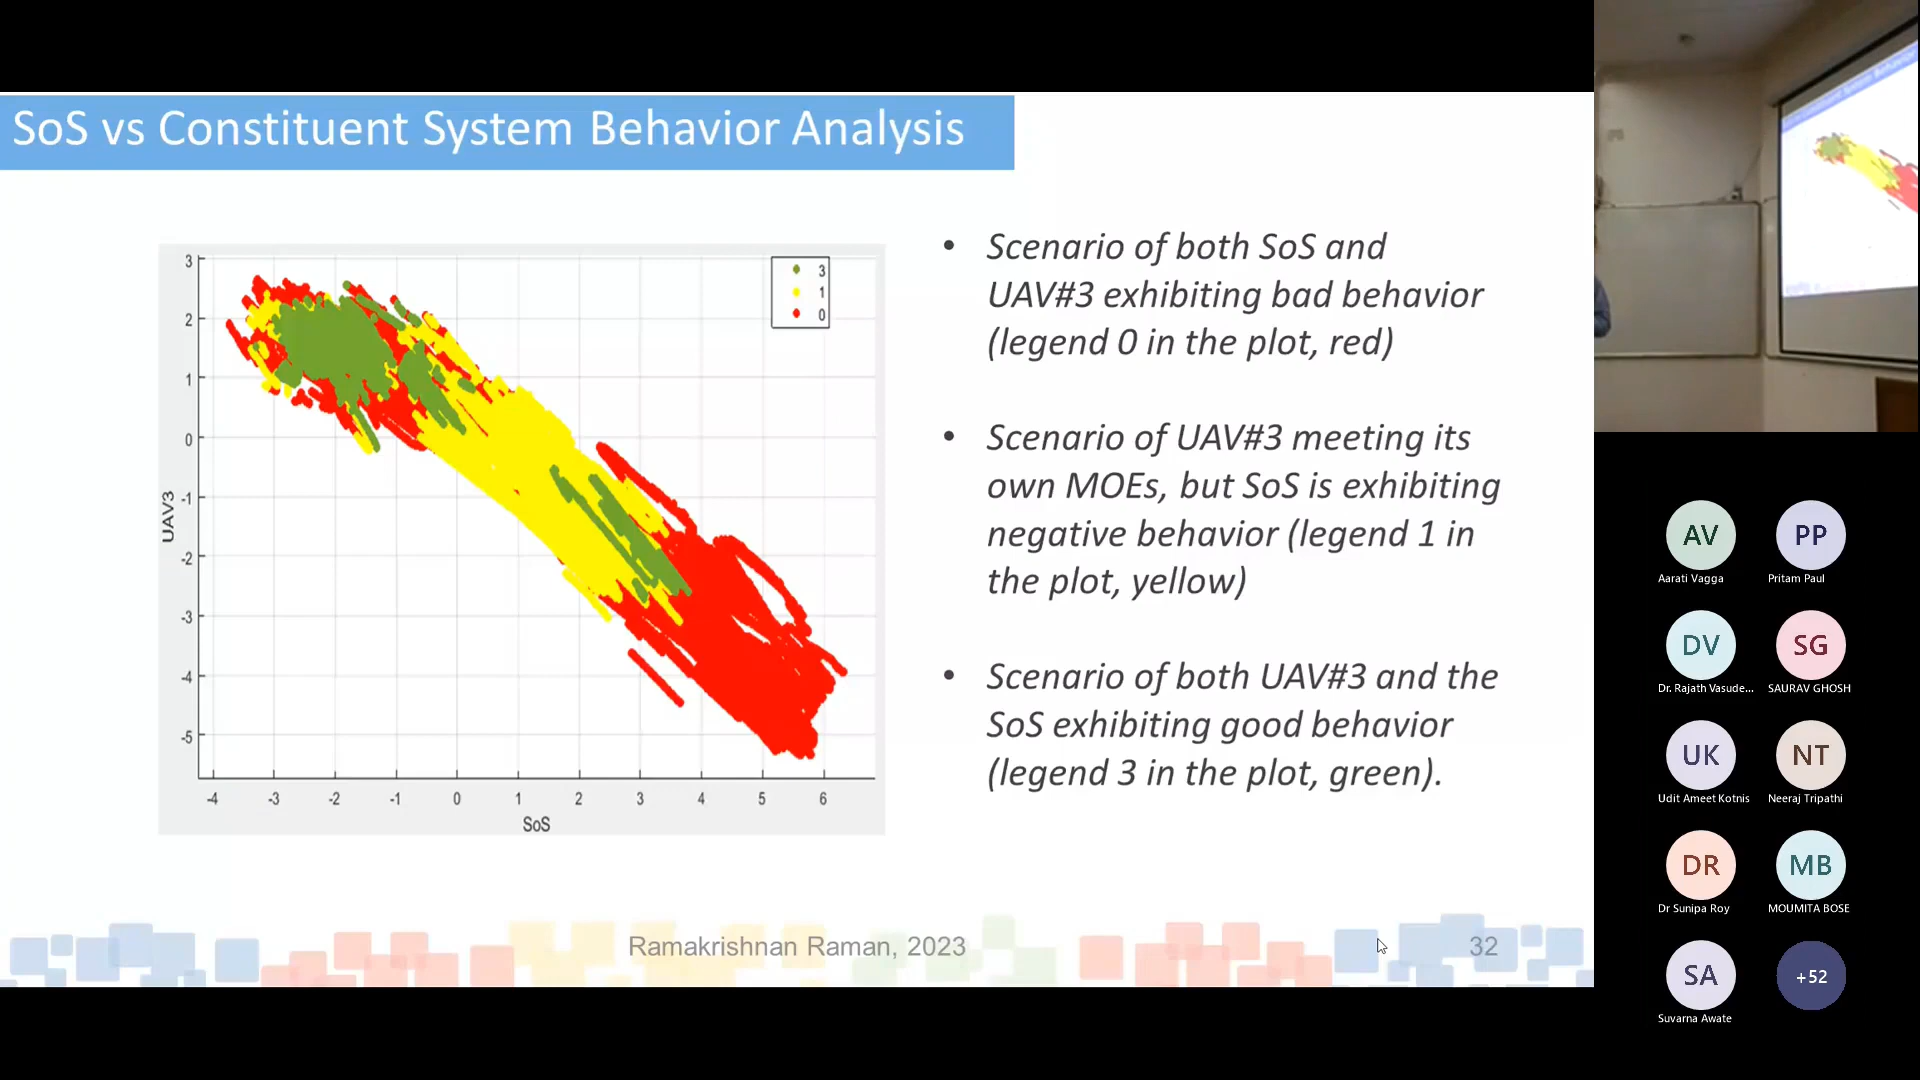 SoS vs Constituent System Behavior Analysis
3
2
1
0
-1
-2
-3
-4
-5
UAV3
-4 -3 -2 -1 0 1 2 3 4 5 6
SoS
3
1
0
• Scenario of both SoS and
UAV#3 exhibiting bad behavior
(legend 0 in the plot, red)
• Scenario of UAV#3 meeting its
own MOEs, but SoS is exhibiting
negative behavior (legend 1 in
the plot, yellow)
• Scenario of both UAV#3 and the
SoS exhibiting good behavior
(legend 3 in the plot, green).
Ramakrishnan Raman, 2023
32
AV PP
Aarati Vagga Pritam Paul
DV SG
Dr. Rajath Vasude... SAURAV GHOSH
UK NT
Udit Ameet Kotnis Neeraj Tripathi
DR MB
Dr Sunipa Roy MOUMITA BOSE
SA +52
Suvarna Awate